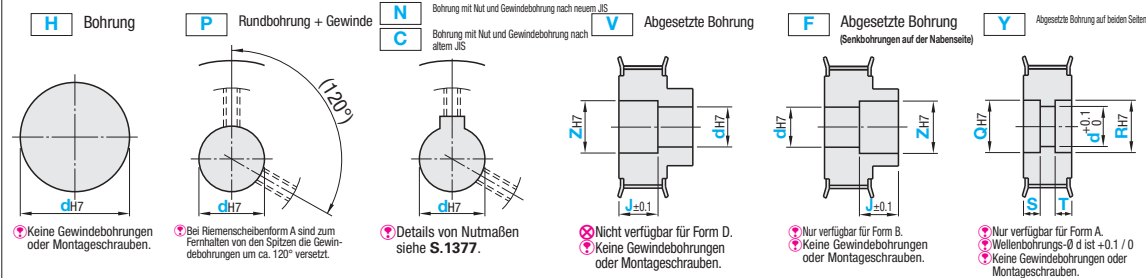 H Bohrung
P Rundbohrung + Gewinde
N Bohrung mit Nut und Gewindebohrung nach neuem JIS
C Bohrung mit Nut und Gewindebohrung nach
altem JIS
V Abgesetzte Bohrung
F Abgesetzte Bohrung
(Senkbohrungen auf der Nabenseite)
Y Abgesetzte Bohrung auf beiden Seiten
(120°)
dH7
dH7
dH7
ZH7
dH7
J±0.1
dH7
ZH7
J±0.1
QH7
d+0.1 0
RH7
S
T
Keine Gewindebohrungen
oder Montageschrauben.
Bei Riemenscheibenform A sind zum
Fernhalten von den Spitzen die Gewin-
debohrungen um ca. 120° versetzt.
Details von Nutmaßen
siehe S.1377.
Nicht verfügbar für Form D.
Keine Gewindebohrungen
oder Montageschrauben.
Nur verfügbar für Form B.
Keine Gewindebohrungen
oder Montageschrauben.
Nur verfügbar für Form A.
Wellenbohrungs-Ø d ist +0.1 / 0
Keine Gewindebohrungen oder
Montageschrauben.